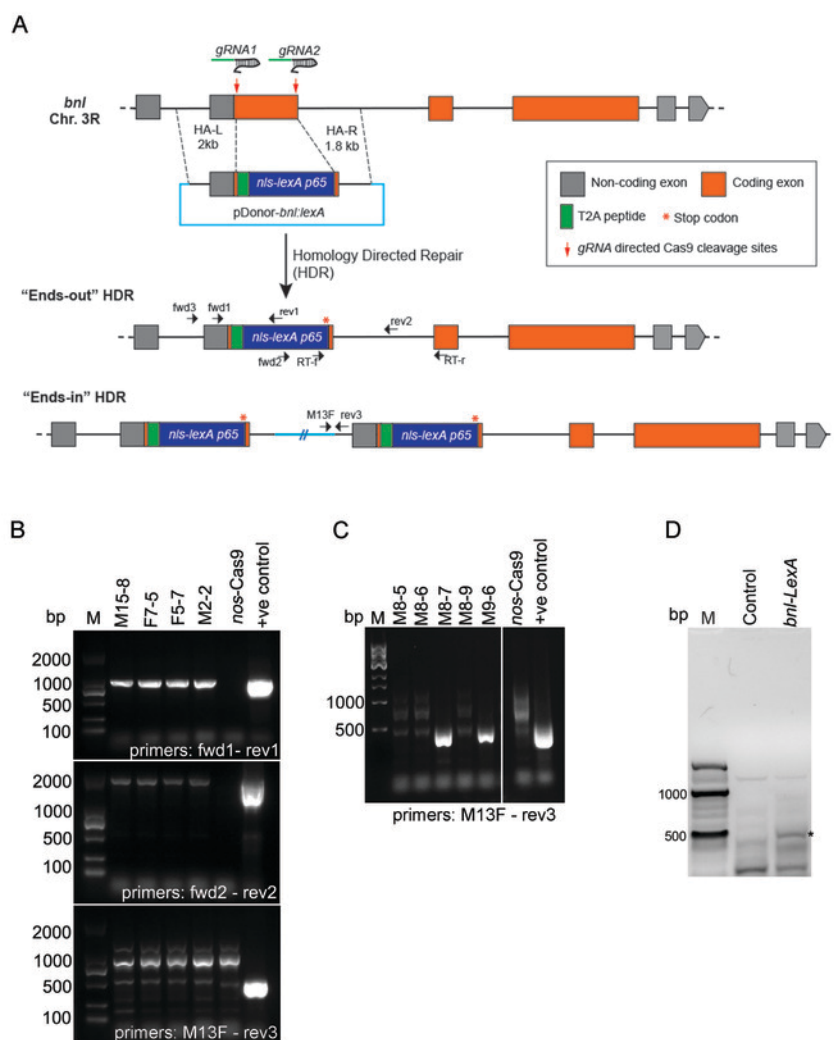 A
gRNA1 gRNA2
bnl
Chr. 3R
HA-L
2kb
HA-R
1.8 kb
nls-lexA p65
pDonor-bnl:lexA
Non-coding exon
Coding exon
T2A peptide
* Stop codon
gRNA directed Cas9 cleavage sites
Homology Directed Repair
(HDR)
“Ends-out” HDR
fwd3 fwd1 rev1 * rev2
nls-lexA p65
fwd2 RT-f RT-r
“Ends-in” HDR
* M13F rev3 *
nls-lexA p65 // nls-lexA p65
B
bp M M15-8 F7-5 F5-7 M2-2 nos-Cas9 +ve control
2000
1000
500
100
primers: fwd1- rev1
2000
1000
500
100
primers: fwd2 - rev2
2000
1000
500
100
primers: M13F - rev3
C
bp M M8-5 M8-6 M8-7 M8-9 M9-6 nos-Cas9 +ve control
1000
500
primers: M13F - rev3
D
bp M Control bnl-LexA
1000
500 *